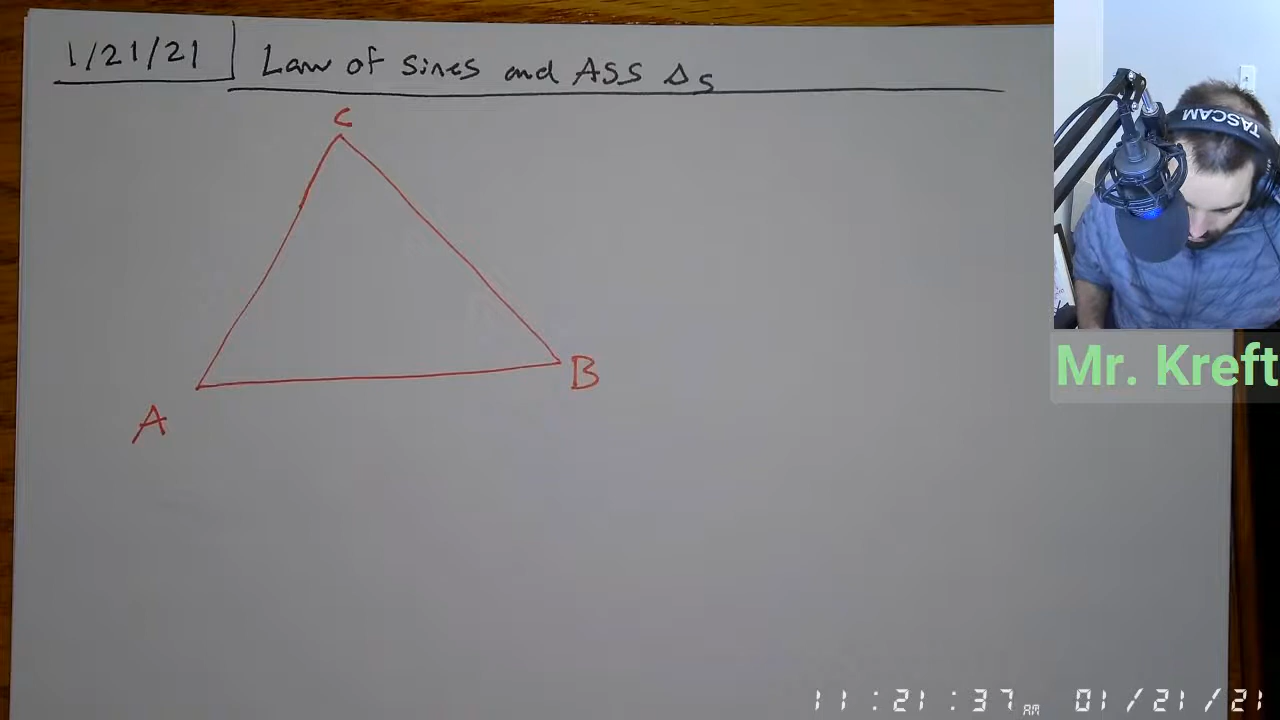 1/21/21 Law of Sines and ASS Δs
C
TASCAM
Mr. Kreft
B
A
11:21:37 AM 01/21/21